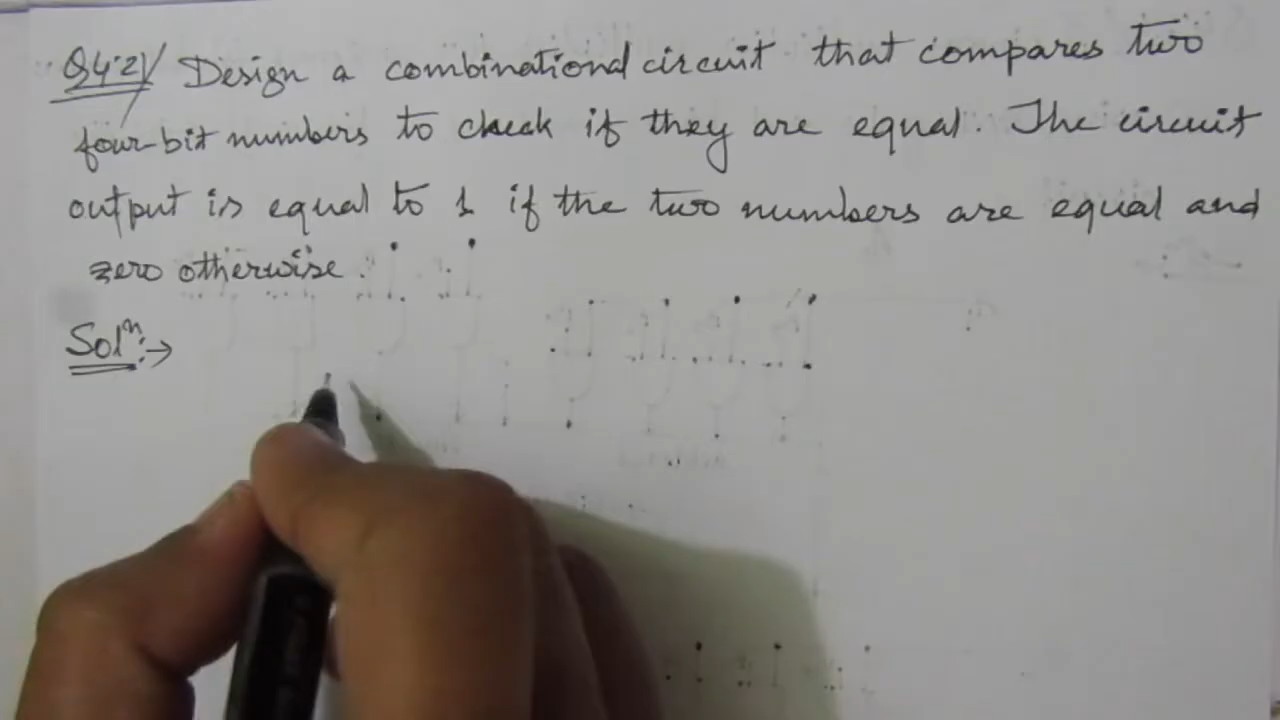 Q4.21/ Design a combinational circuit that compares two
four-bit numbers to check if they are equal. The circuit
output is equal to 1 if the two numbers are equal and
zero otherwise.
Solⁿ:→